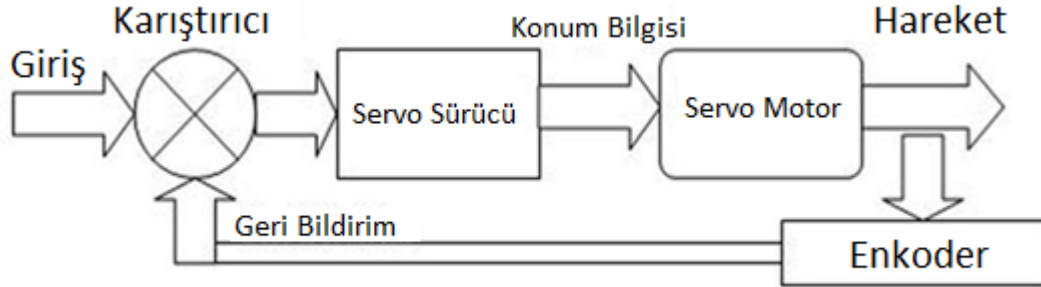 Karıştırıcı
Hareket
Konum Bilgisi
Giriş
Servo Sürücü
Servo Motor
Geri Bildirim
Enkoder